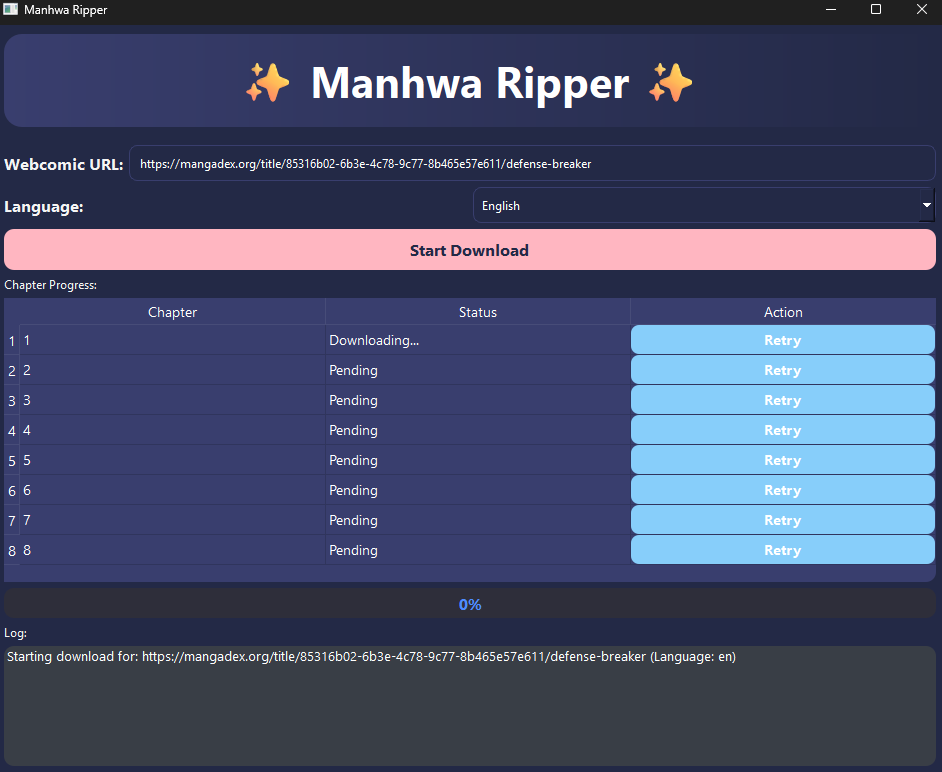 Manhwa Ripper
✨ Manhwa Ripper ✨
Webcomic URL: https://mangadex.org/title/85316b02-6b3e-4c78-9c77-8b465e57e611/defense-breaker
Language: English
Start Download
Chapter Progress:
Chapter Status Action
1 1 Downloading... Retry
2 2 Pending Retry
3 3 Pending Retry
4 4 Pending Retry
5 5 Pending Retry
6 6 Pending Retry
7 7 Pending Retry
8 8 Pending Retry
0%
Log:
Starting download for: https://mangadex.org/title/85316b02-6b3e-4c78-9c77-8b465e57e611/defense-breaker (Language: en)